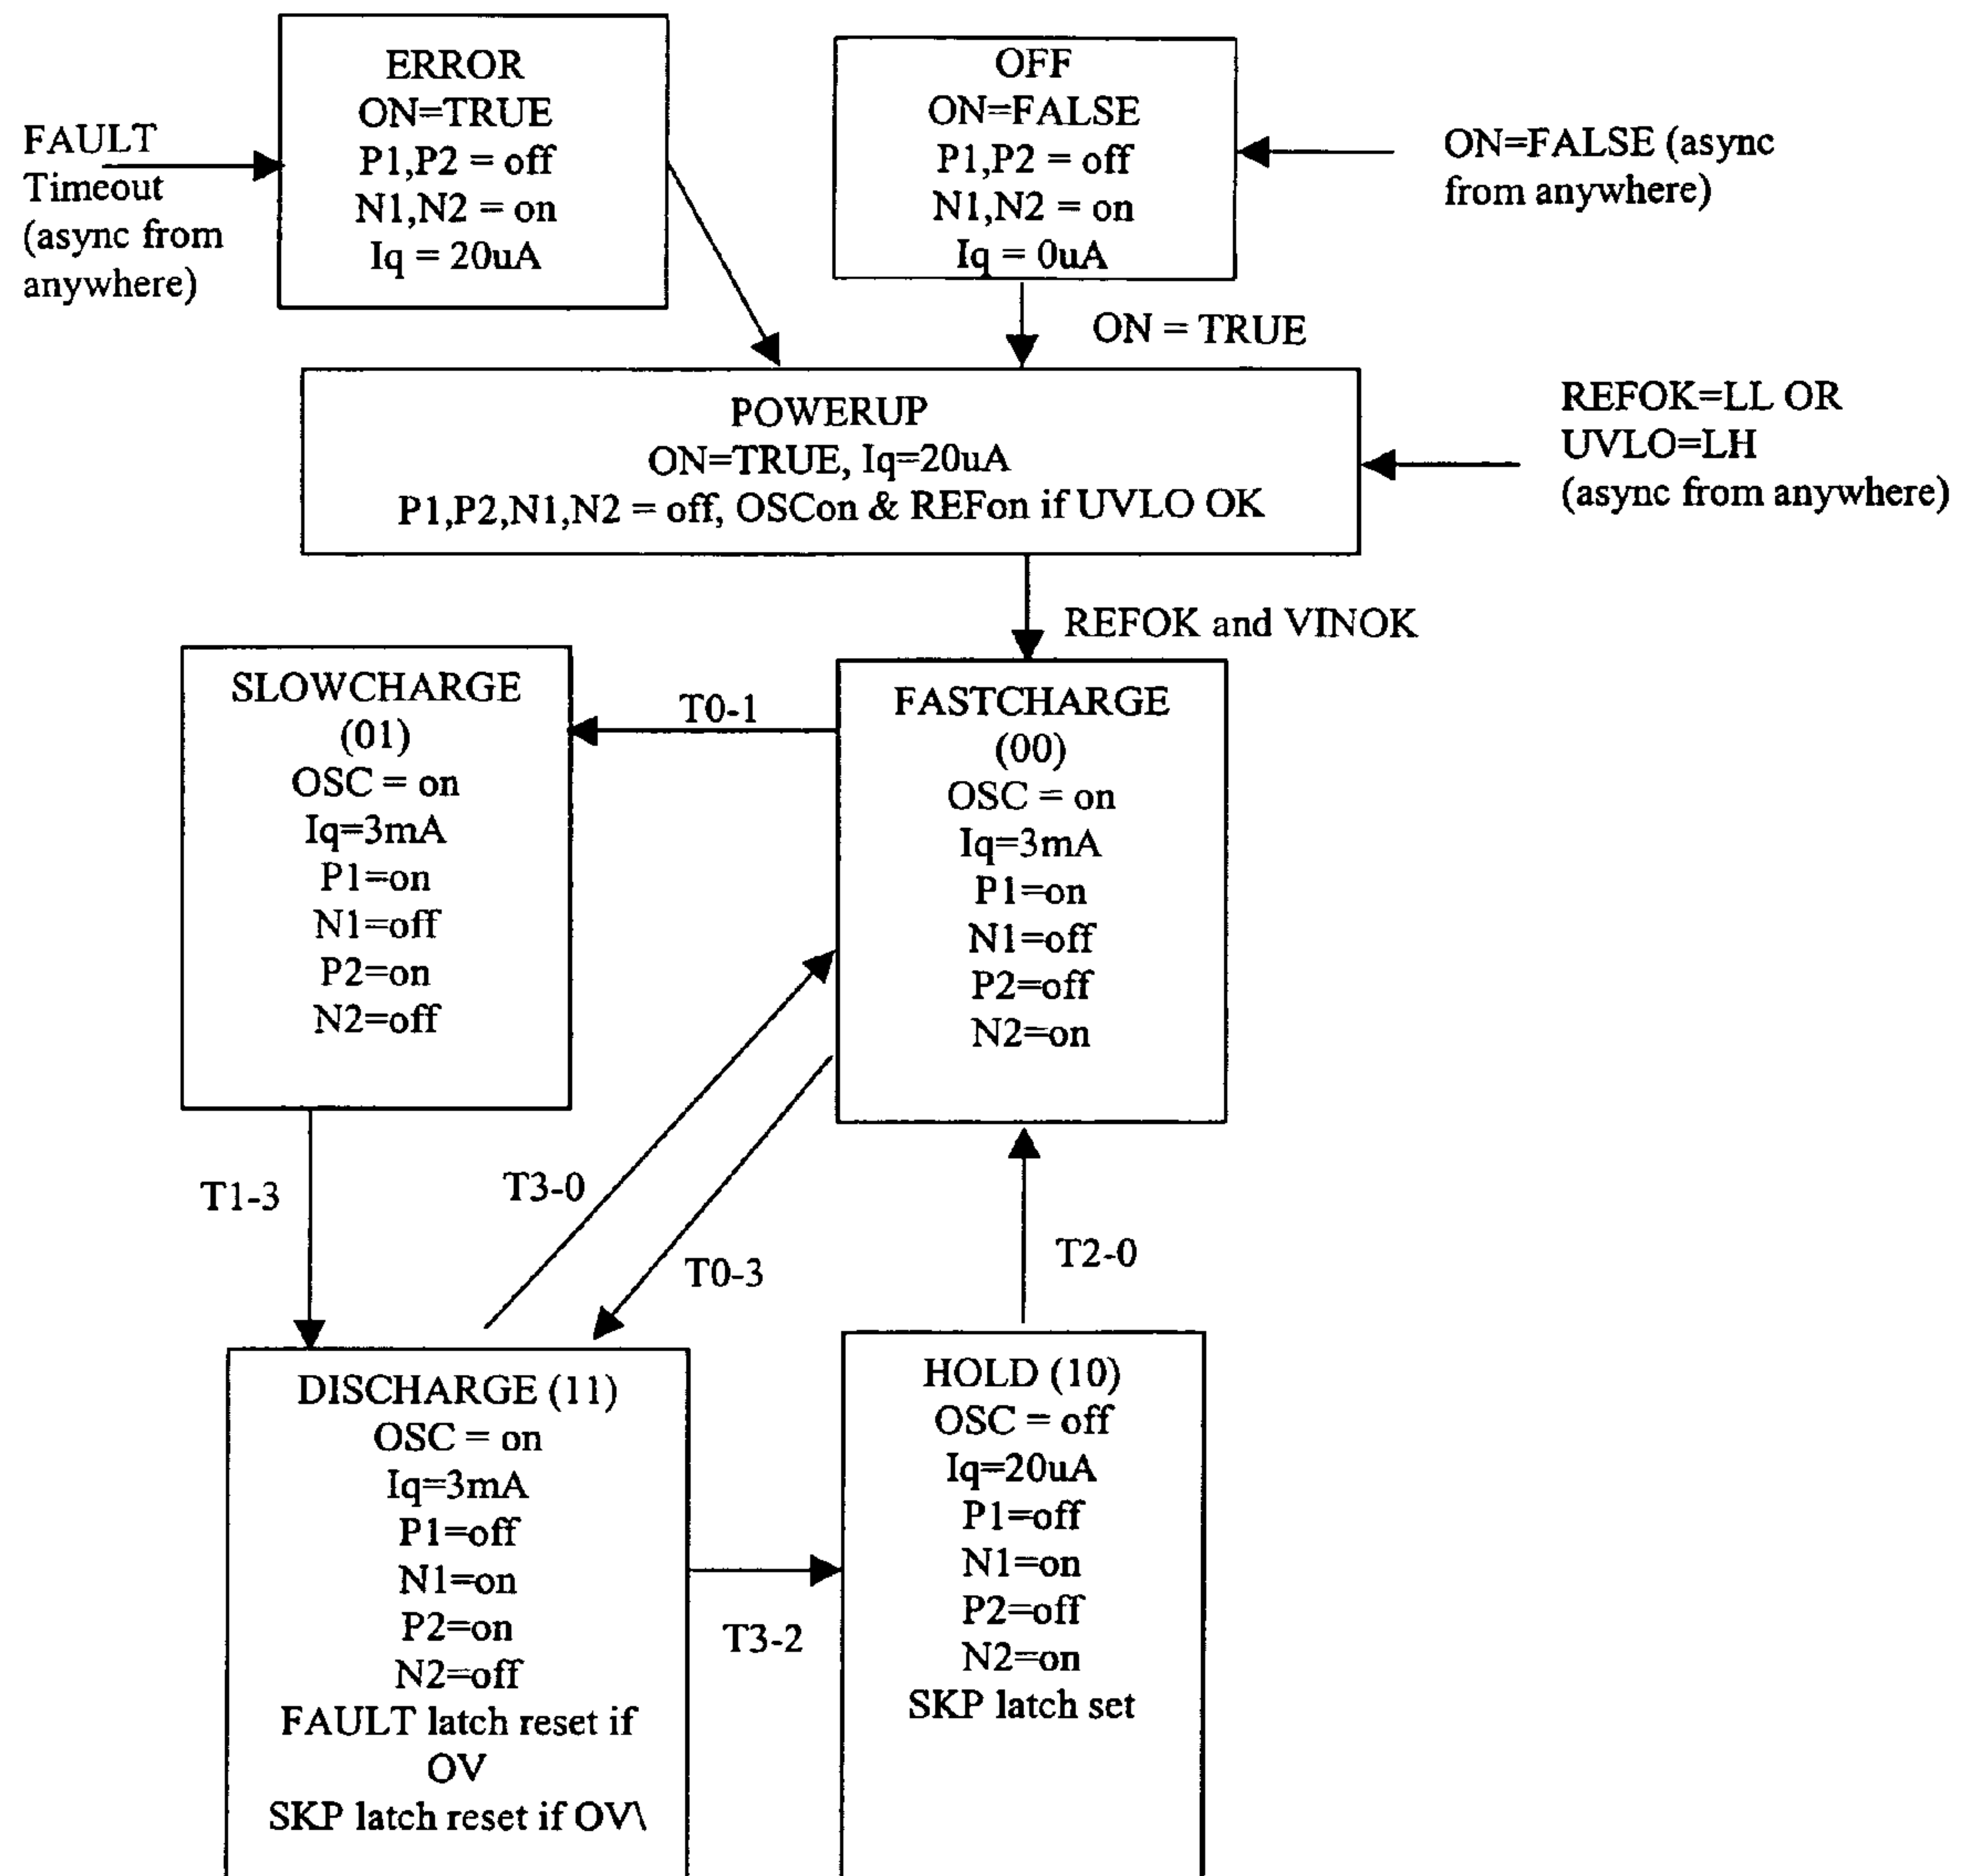 FAULT
Timeout
(async from
anywhere)
ERROR
ON=TRUE
P1,P2 = off
N1,N2 = on
Iq = 20uA
OFF
ON=FALSE
P1,P2 = off
N1,N2 = on
Iq = 0uA
ON=FALSE (async
from anywhere)
ON = TRUE
POWERUP
ON=TRUE, Iq=20uA
P1,P2,N1,N2 = off, OSCon & REFon if UVLO OK
REFOK=LL OR
UVLO=LH
(async from anywhere)
REFOK and VINOK
SLOWCHARGE
(01)
OSC = on
Iq=3mA
P1=on
N1=off
P2=on
N2=off
T0-1
FASTCHARGE
(00)
OSC = on
Iq=3mA
P1=on
N1=off
P2=off
N2=on
T1-3
T3-0
T0-3
T2-0
DISCHARGE (11)
OSC = on
Iq=3mA
P1=off
N1=on
P2=on
N2=off
FAULT latch reset if
OV
SKP latch reset if OV\
T3-2
HOLD (10)
OSC = off
Iq=20uA
P1=off
N1=on
P2=off
N2=on
SKP latch set